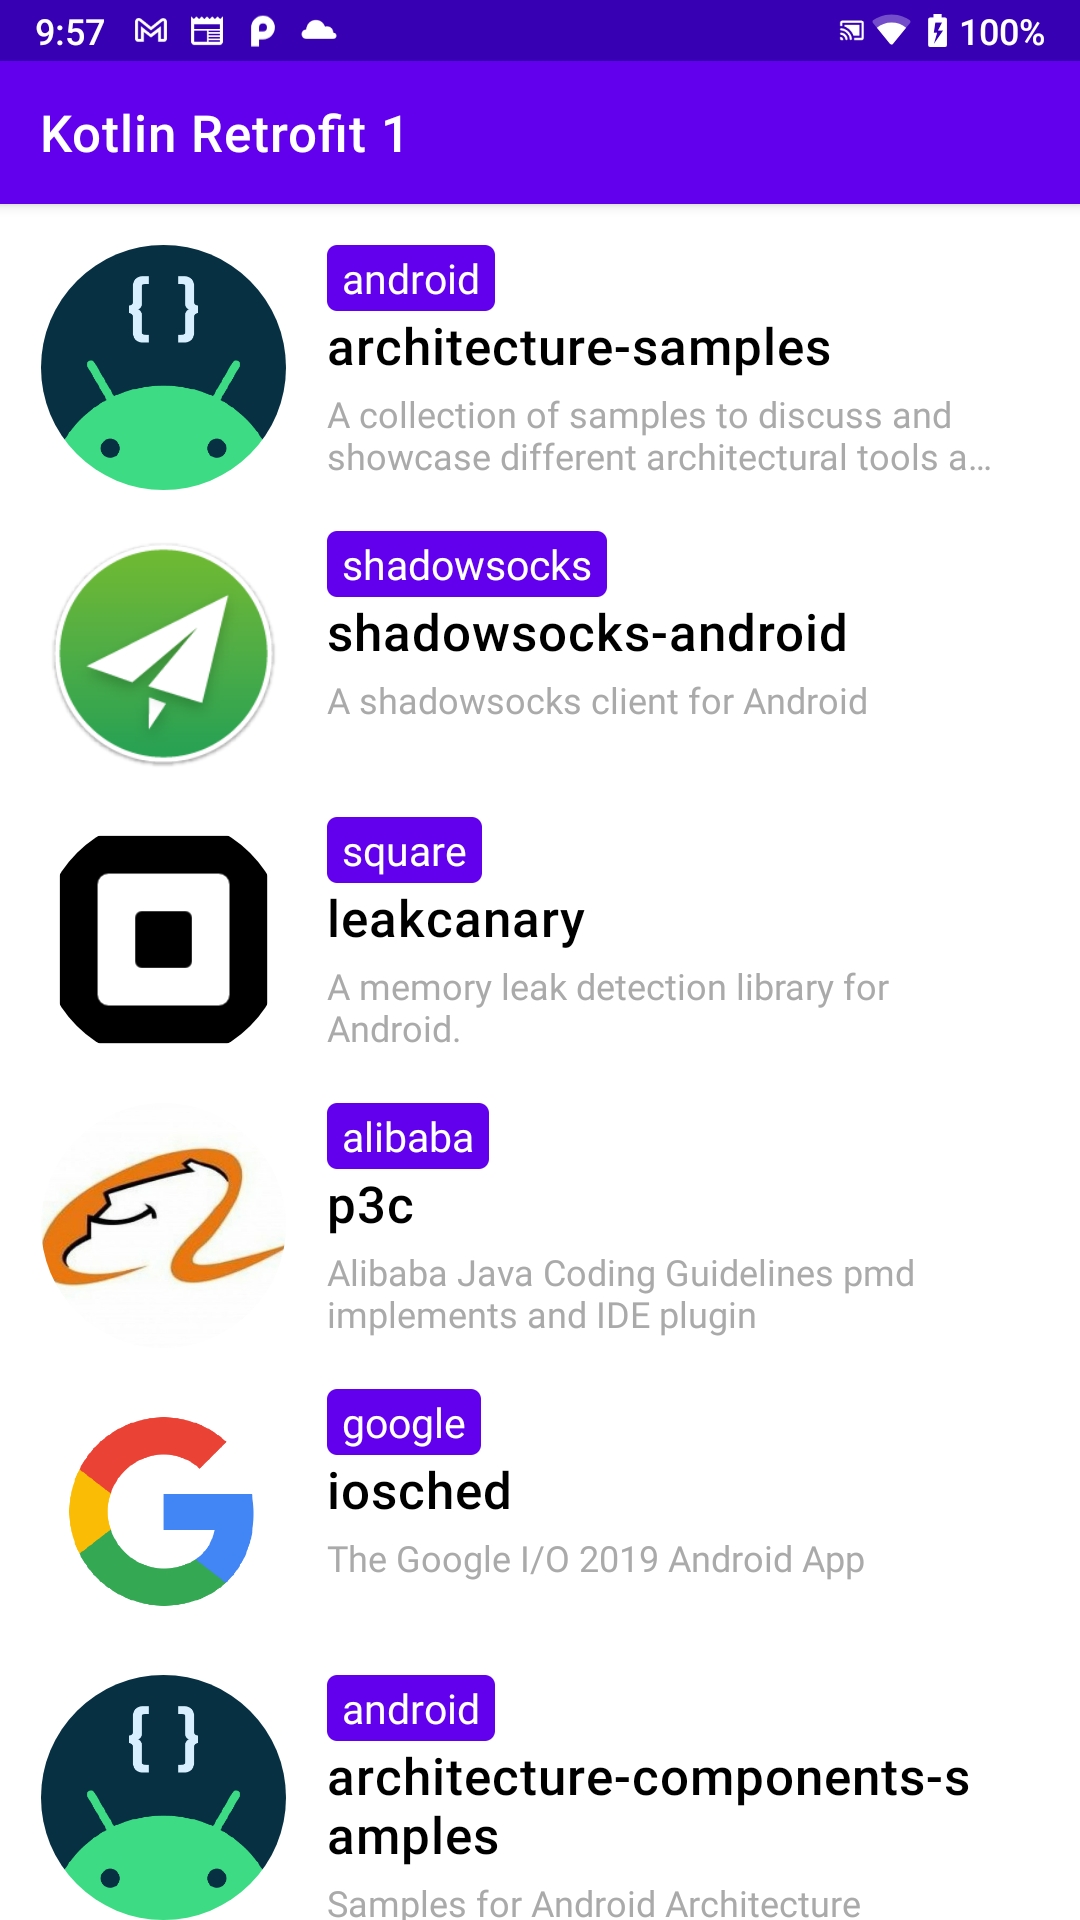 9:57
100%
Kotlin Retrofit 1
android
architecture-samples
A collection of samples to discuss and
showcase different architectural tools a…
shadowsocks
shadowsocks-android
A shadowsocks client for Android
square
leakcanary
A memory leak detection library for
Android.
alibaba
p3c
Alibaba Java Coding Guidelines pmd
implements and IDE plugin
google
iosched
The Google I/O 2019 Android App
android
architecture-components-s
amples
Samples for Android Architecture